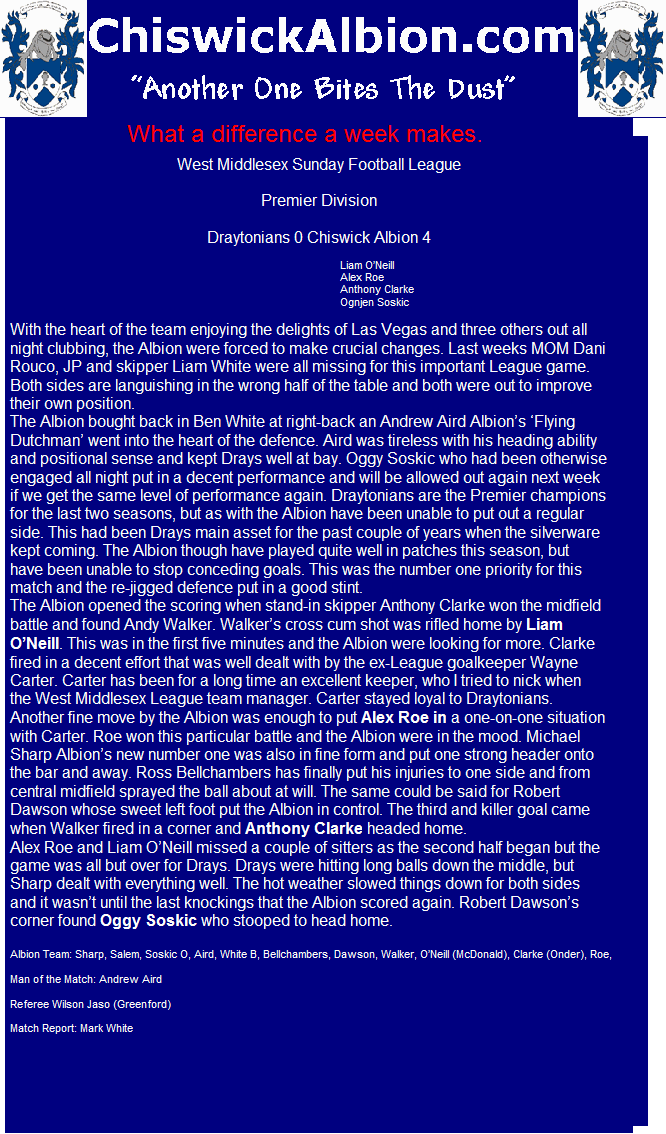 ChiswickAlbion.com
"Another One Bites The Dust"
What a difference a week makes.
West Middlesex Sunday Football League
Premier Division
Draytonians 0 Chiswick Albion 4
Liam O'Neill
Alex Roe
Anthony Clarke
Ognjen Soskic
With the heart of the team enjoying the delights of Las Vegas and three others out all
night clubbing, the Albion were forced to make crucial changes. Last weeks MOM Dani
Rouco, JP and skipper Liam White were all missing for this important League game.
Both sides are languishing in the wrong half of the table and both were out to improve
their own position.
The Albion bought back in Ben White at right-back an Andrew Aird Albion's 'Flying
Dutchman' went into the heart of the defence. Aird was tireless with his heading ability
and positional sense and kept Drays well at bay. Oggy Soskic who had been otherwise
engaged all night put in a decent performance and will be allowed out again next week
if we get the same level of performance again. Draytonians are the Premier champions
for the last two seasons, but as with the Albion have been unable to put out a regular
side. This had been Drays main asset for the past couple of years when the silverware
kept coming. The Albion though have played quite well in patches this season, but
have been unable to stop conceding goals. This was the number one priority for this
match and the re-jigged defence put in a good stint.
The Albion opened the scoring when stand-in skipper Anthony Clarke won the midfield
battle and found Andy Walker. Walker's cross cum shot was rifled home by Liam
O'Neill. This was in the first five minutes and the Albion were looking for more. Clarke
fired in a decent effort that was well dealt with by the ex-League goalkeeper Wayne
Carter. Carter has been for a long time an excellent keeper, who I tried to nick when
the West Middlesex League team manager. Carter stayed loyal to Draytonians.
Another fine move by the Albion was enough to put Alex Roe in a one-on-one situation
with Carter. Roe won this particular battle and the Albion were in the mood. Michael
Sharp Albion's new number one was also in fine form and put one strong header onto
the bar and away. Ross Bellchambers has finally put his injuries to one side and from
central midfield sprayed the ball about at will. The same could be said for Robert
Dawson whose sweet left foot put the Albion in control. The third and killer goal came
when Walker fired in a corner and Anthony Clarke headed home.
Alex Roe and Liam O'Neill missed a couple of sitters as the second half began but the
game was all but over for Drays. Drays were hitting long balls down the middle, but
Sharp dealt with everything well. The hot weather slowed things down for both sides
and it wasn't until the last knockings that the Albion scored again. Robert Dawson's
corner found Oggy Soskic who stooped to head home.
Albion Team: Sharp, Salem, Soskic O, Aird, White B, Bellchambers, Dawson, Walker, O'Neill (McDonald), Clarke (Onder), Roe,
Man of the Match: Andrew Aird
Referee Wilson Jaso (Greenford)
Match Report: Mark White